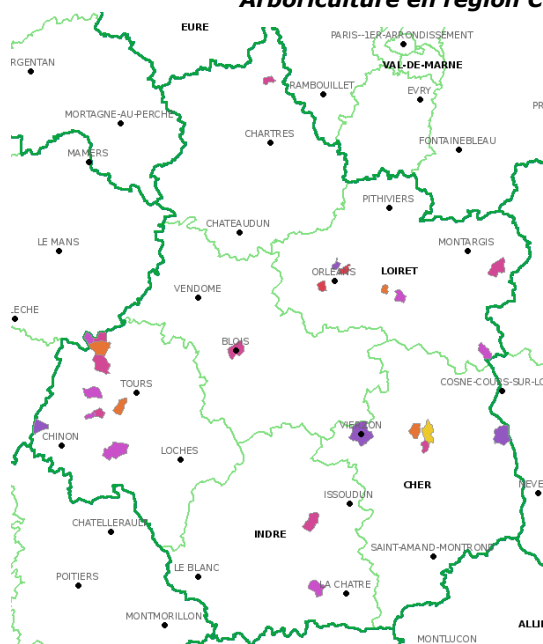 Arboriculture en région C
EURE
PARIS--1ER-ARRONDISSEMENT
RGENTAN
VAL-DE-MARNE
RAMBOUILLET
EVRY
PR
MORTAGNE-AU-PERCHE
CHARTRES
FONTAINEBLEAU
MAMERS
PITHIVIERS
CHATEAUDUN
LE MANS
MONTARGIS
ORLEANS
LOIRET
VENDOME
LECHE
BLOIS
TOURS
COSNE-COURS-SUR-LO
VIERZON
CHINON
LOCHES
CHER
NEVE
ISSOUDUN
CHATELLERAUL
INDRE
SAINT-AMAND-MONTROND
LE BLANC
POITIERS
LA CHATRE
MONTMORILLON
ALLI
MONTLUCON